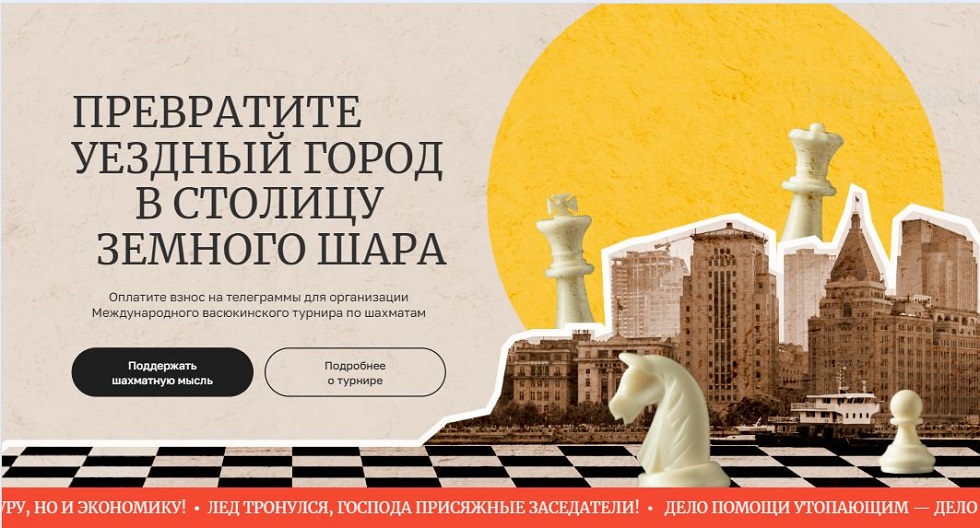 ПРЕВРАТИТЕ
УЕЗДНЫЙ ГОРОД
В СТОЛИЦУ
ЗЕМНОГО ШАРА
Оплатите взнос на телеграммы для организации
Международного васюкинского турнира по шахматам
Поддержать
шахматную мысль
Подробнее
о турнире
УРУ, НО И ЭКОНОМИКУ! • ЛЕД ТРОНУЛСЯ, ГОСПОДА ПРИСЯЖНЫЕ ЗАСЕДАТЕЛИ! • ДЕЛО ПОМОЩИ УТОПАЮЩИМ — ДЕЛО